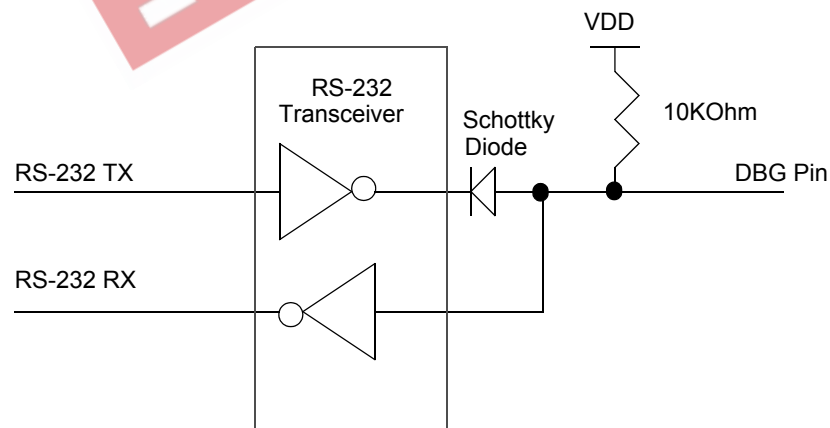 VDD
RS-232
Transceiver
Schottky
Diode
10KOhm
RS-232 TX
DBG Pin
RS-232 RX